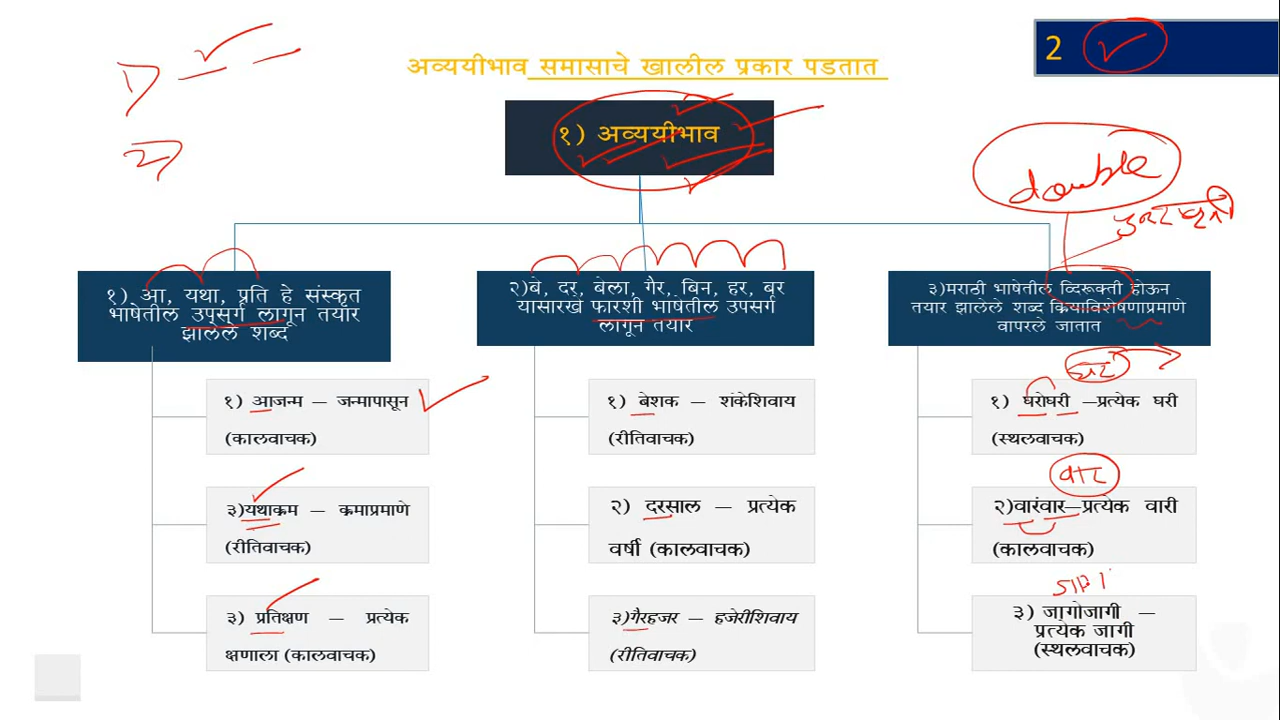 2
अव्ययीभाव समासाचे खालील प्रकार पडतात
१) अव्ययीभाव
double
१) आ, यथा, प्रति हे संस्कृत
भाषेतील उपसर्ग लागून तयार
झालेले शब्द
२)बे, दर, बेला, गैर, बिन, हर, बर
यासारखे फारशी भाषेतील उपसर्ग
लागून तयार
३)मराठी भाषेतील व्दिरूक्ती होऊन
तयार झालेले शब्द कियाविशेषणाप्रमाणे
वापरले जातात
१) आजन्म – जन्मापासून
(कालवाचक)
३)यथाकम – कमाप्रमाणे
(रीतिवाचक)
३) प्रतिक्षण – प्रत्येक
क्षणाला (कालवाचक)
१) बेशक – शंकेशिवाय
(रीतिवाचक)
२) दरसाल – प्रत्येक
वर्षी (कालवाचक)
३)गैरहजर – हजेरीशिवाय
(रीतिवाचक)
घर
१) घरोघरी –प्रत्येक घरी
(स्थलवाचक)
वार
२)वारंवार–प्रत्येक वारी
(कालवाचक)
३) जागोजागी –
प्रत्येक जागी
(स्थलवाचक)